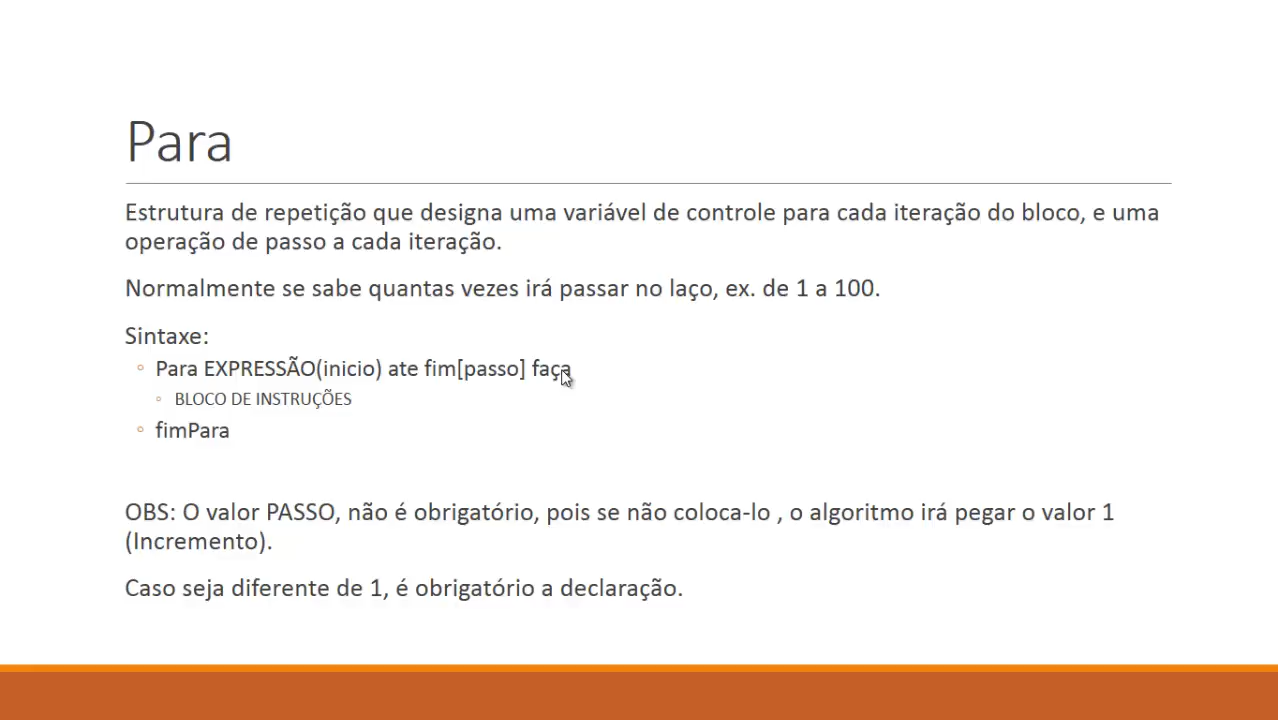 Para
Estrutura de repetição que designa uma variável de controle para cada iteração do bloco, e uma
operação de passo a cada iteração.
Normalmente se sabe quantas vezes irá passar no laço, ex. de 1 a 100.
Sintaxe:
Para EXPRESSÃO(inicio) ate fim[passo] faça
BLOCO DE INSTRUÇÕES
fimPara
OBS: O valor PASSO, não é obrigatório, pois se não coloca-lo , o algoritmo irá pegar o valor 1
(Incremento).
Caso seja diferente de 1, é obrigatório a declaração.